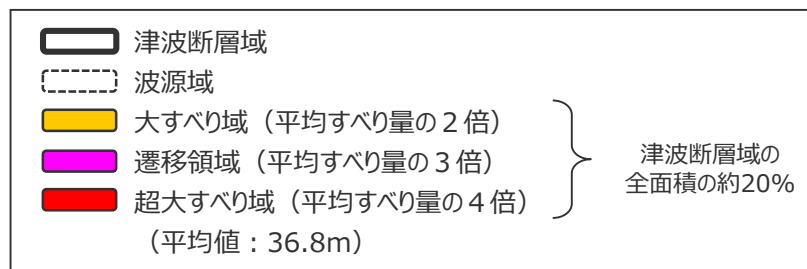 津波断層域
波源域
大すべり域（平均すべり量の２倍）
遷移領域（平均すべり量の３倍）
超大すべり域（平均すべり量の４倍）
（平均値：36.8m）
津波断層域の
全面積の約20%